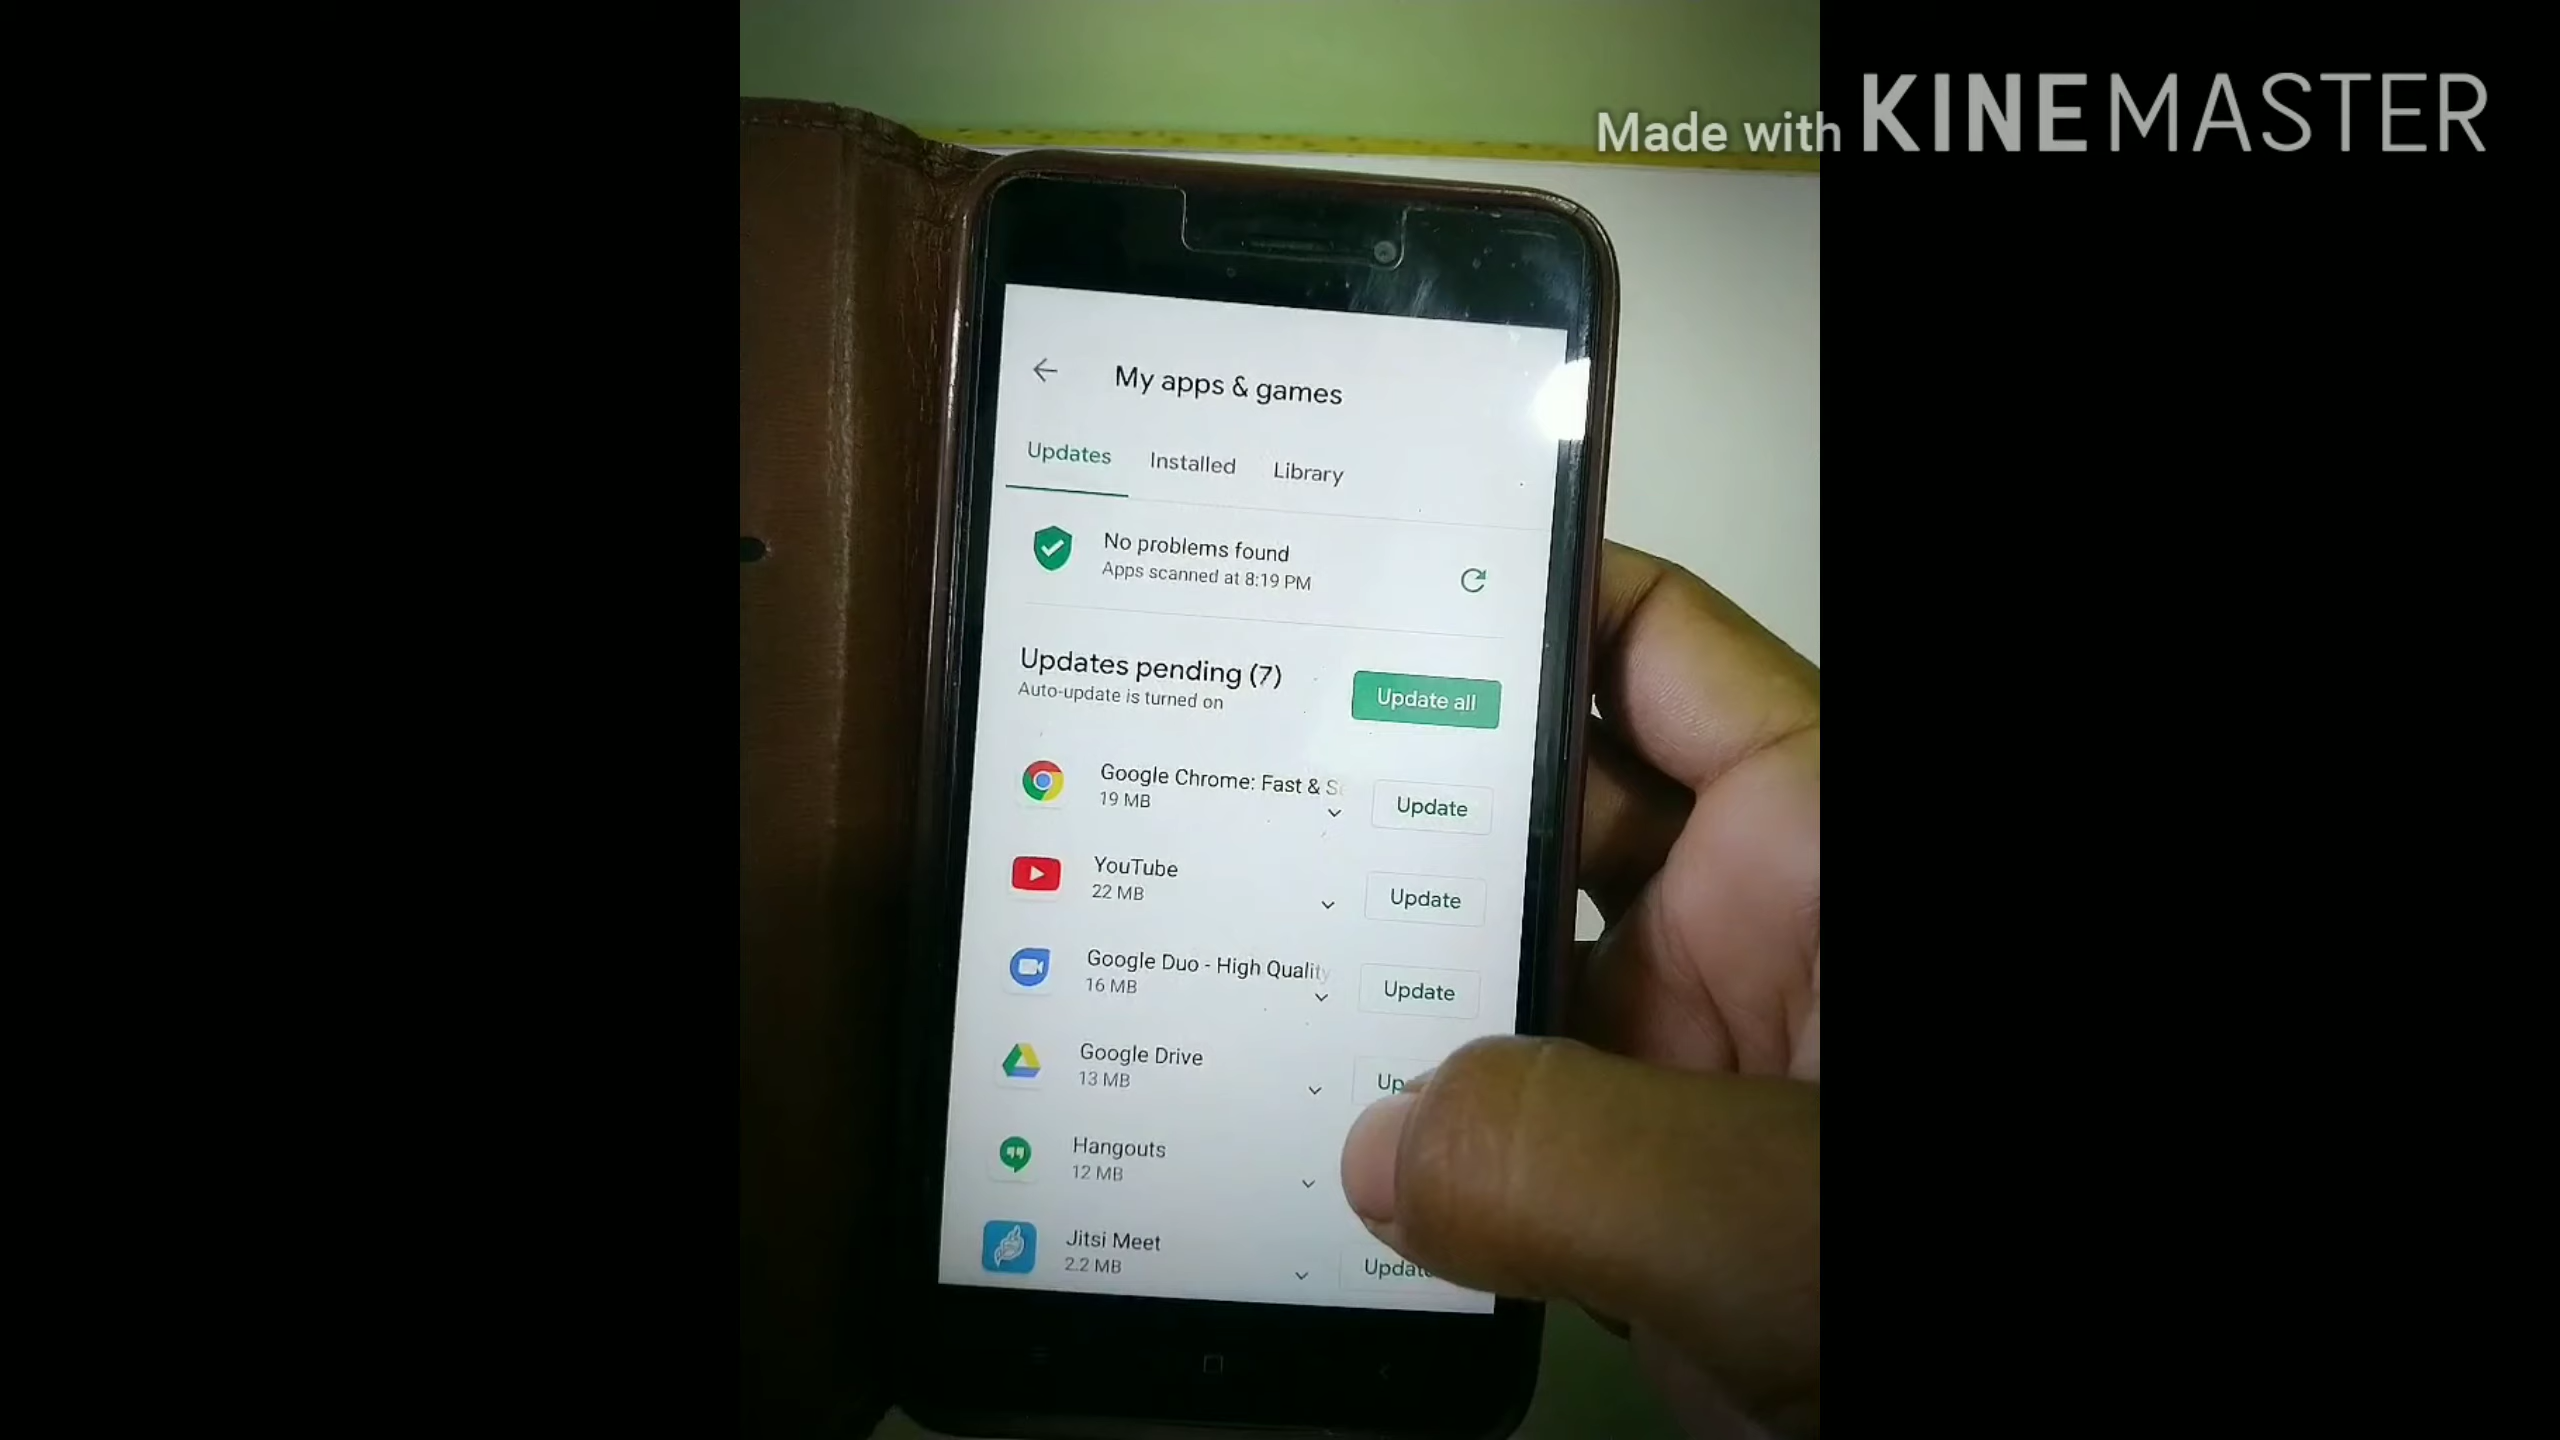 Made with KINEMASTER
My apps & games
Updates Installed Library
No problems found
Apps scanned at 8:19 PM
Updates pending (7)
Auto-update is turned on
Update all
Google Chrome: Fast & S
19 MB
Update
YouTube
22 MB
Update
Google Duo - High Quality
16 MB
Update
Google Drive
13 MB
Up
Hangouts
12 MB
Jitsi Meet
2.2 MB
Update